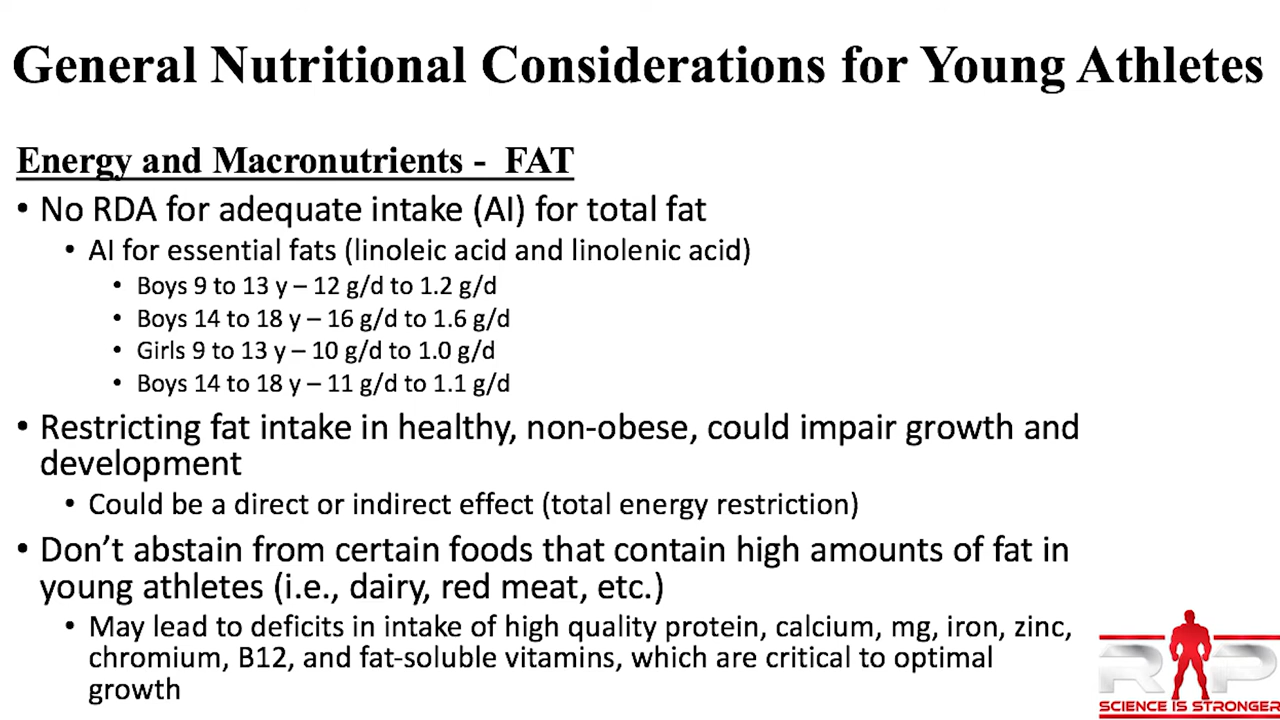 General Nutritional Considerations for Young Athletes
Energy and Macronutrients - FAT
• No RDA for adequate intake (AI) for total fat
• AI for essential fats (linoleic acid and linolenic acid)
• Boys 9 to 13 y – 12 g/d to 1.2 g/d
• Boys 14 to 18 y – 16 g/d to 1.6 g/d
• Girls 9 to 13 y – 10 g/d to 1.0 g/d
• Boys 14 to 18 y – 11 g/d to 1.1 g/d
• Restricting fat intake in healthy, non-obese, could impair growth and
development
• Could be a direct or indirect effect (total energy restriction)
• Don’t abstain from certain foods that contain high amounts of fat in
young athletes (i.e., dairy, red meat, etc.)
• May lead to deficits in intake of high quality protein, calcium, mg, iron, zinc,
chromium, B12, and fat-soluble vitamins, which are critical to optimal
growth
RP
SCIENCE IS STRONGER